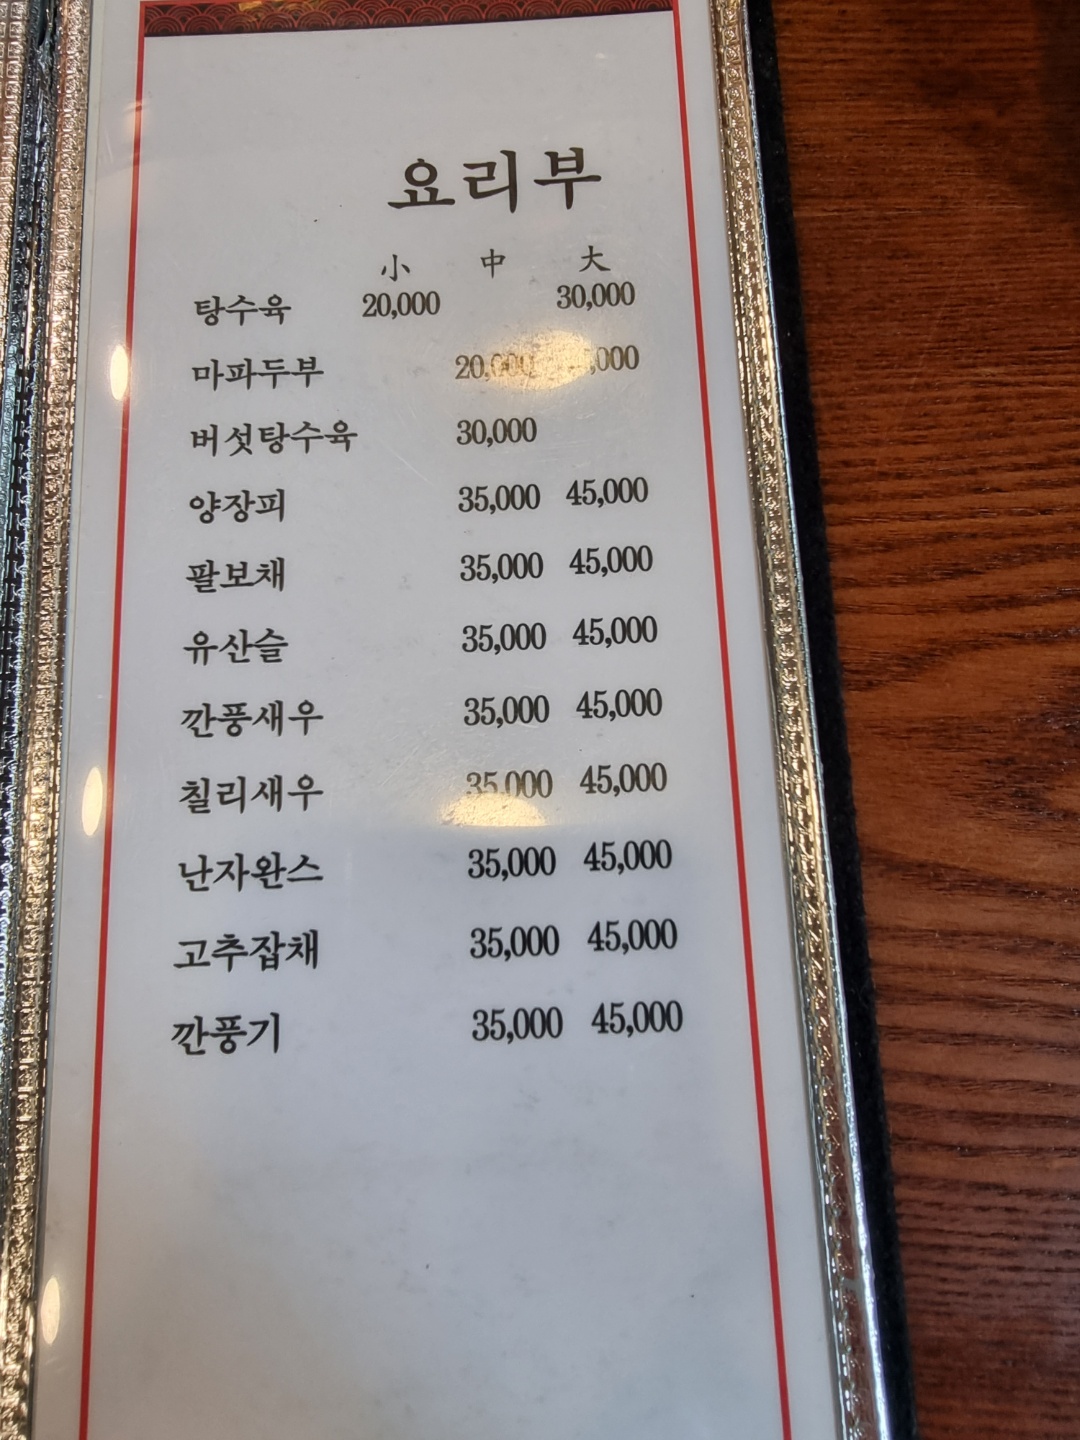 요리부
小 中 大
탕수육 20,000 30,000
마파두부
버섯탕수육 30,000
양장피 35,000 45,000
팔보채 35,000 45,000
유산슬 35,000 45,000
깐풍새우 35,000 45,000
칠리새우 35,000 45,000
난자완스 35,000 45,000
고추잡채 35,000 45,000
깐풍기 35,000 45,000